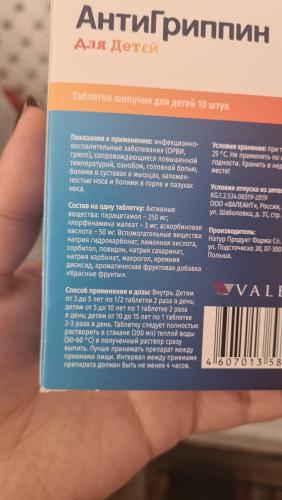 АнтиГриппин
Для Детей
Таблетки шипучие для детей 10 штук
Показания к применению: инфекционно-
воспалительные заболевания (ОРВИ,
грипп), сопровождающиеся повышенной
температурой, ознобом, головной болью,
болями в суставах и мышцах, заложен-
ностью носа и болями в горле и пазухах
носа.
Состав на одну таблетку: Активные
вещества: парацетамол – 250 мг;
хлорфенамина малеат – 3 мг; аскорбиновая
кислота – 50 мг. Вспомогательные вещества
натрия гидрокарбонат, лимонная кислота,
сорбитол, повидон, натрия сахаринат,
натрия карбонат, макрогол, кремния
диоксид, ароматическая фруктовая добавка
«Красные фрукты».
Способ применения и дозы: Внутрь. Детям
от 3 до 5 лет по 1/2 таблетки 2 раза в день;
детям от 5 до 10 лет по 1 таблетке 2 раза
в день; детям от 10 до 15 лет по 1 таблетке
2-3 раза в день. Таблетку следует полностью
растворить в стакане (200 мл) теплой воды
(50-60 °С) и полученный раствор сразу
выпить. Лучше принимать препарат между
приемами пищи. Интервал между приемами
препарата должен быть не менее 4 часов.
Условия хранения: при т
25 °С. Не применять по и
годности. Хранить в нед
месте!
Условия отпуска из апте
KG1.3.534.06519-2019
ООО «ВАЛЕАНТ», Россия,
ул. Шаболовка, д. 31, стр.
Производитель:
Натур Продукт Фарма Сп.
ул. Подсточиско 30, 07-300
Польша.
VALE
4 607013 58